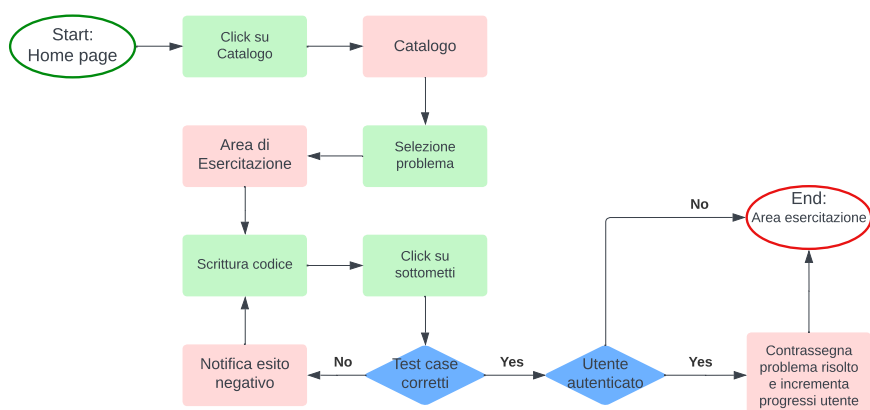 Start:
Home page
Click su
Catalogo
Catalogo
Area di
Esercitazione
Selezione
problema
No
End:
Area esercitazione
Scrittura codice
Click su
sottometti
Notifica esito
negativo
No
Test case
corretti
Yes
Utente
autenticato
Yes
Contrassegna
problema risolto
e incrementa
progressi utente